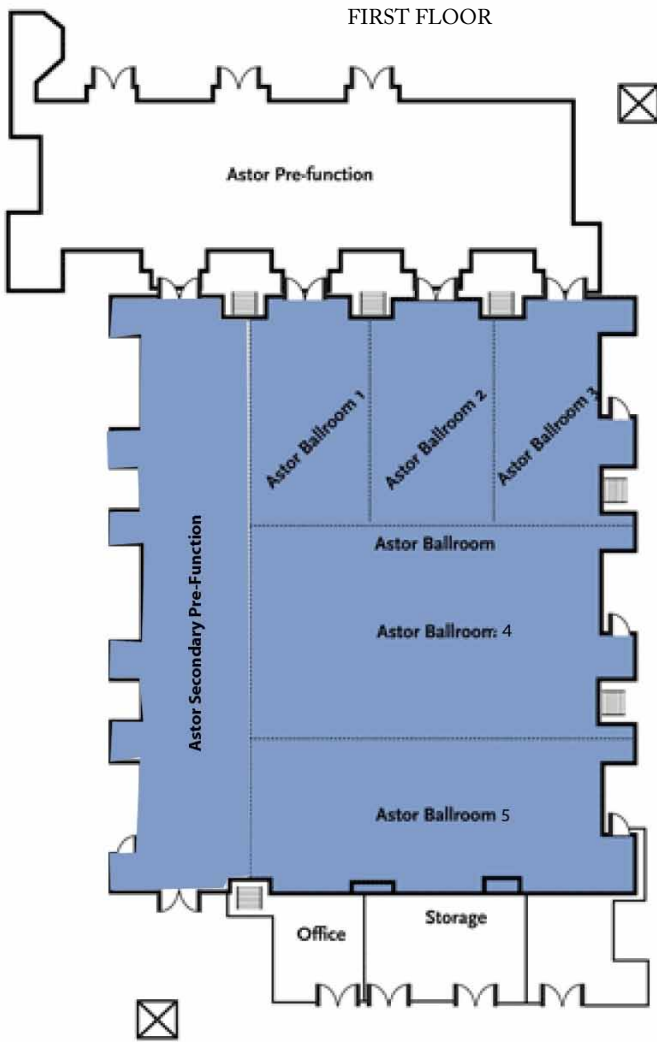 FIRST FLOOR
Astor Pre-function
Astor Ballroom 1
Astor Ballroom 2
Astor Ballroom 3
Astor Secondary Pre-Function
Astor Ballroom
Astor Ballroom 4
Astor Ballroom 5
Office
Storage